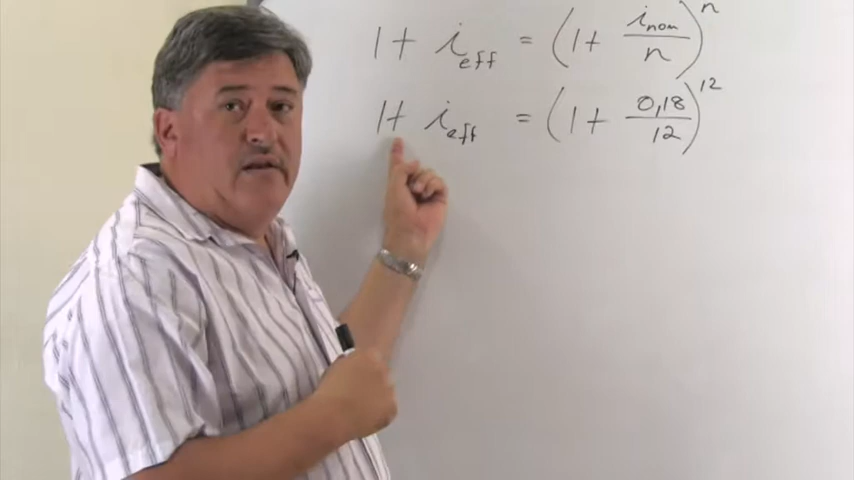 1 + i_eff = (1 + i_nom/n)^n
1 + i_eff = (1 + 0,18/12)^12